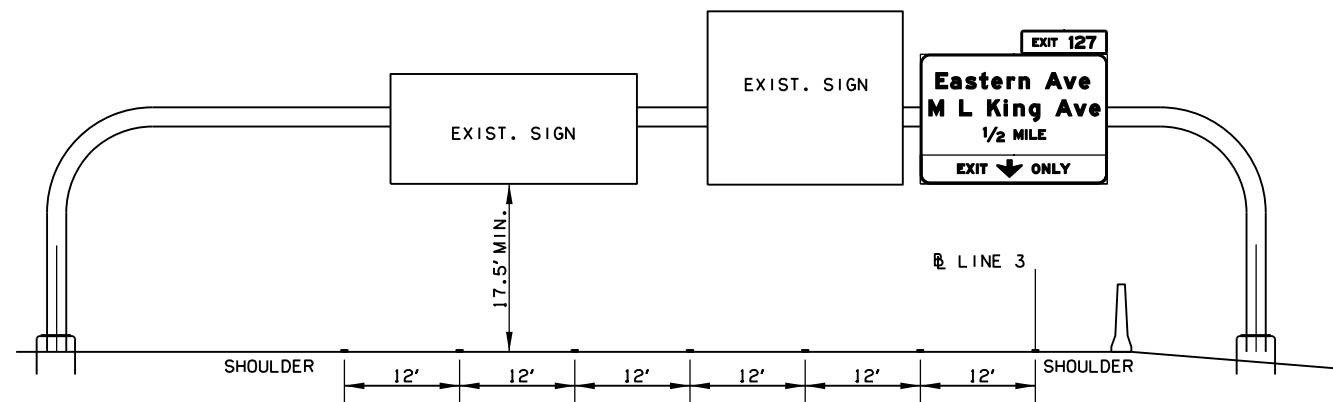 EXIT 127
Eastern Ave
M L King Ave
1/2 MILE
EXIT ONLY
EXIST. SIGN
EXIST. SIGN
17.5' MIN.
BL LINE 3
SHOULDER
SHOULDER
12' 12' 12' 12' 12' 12'